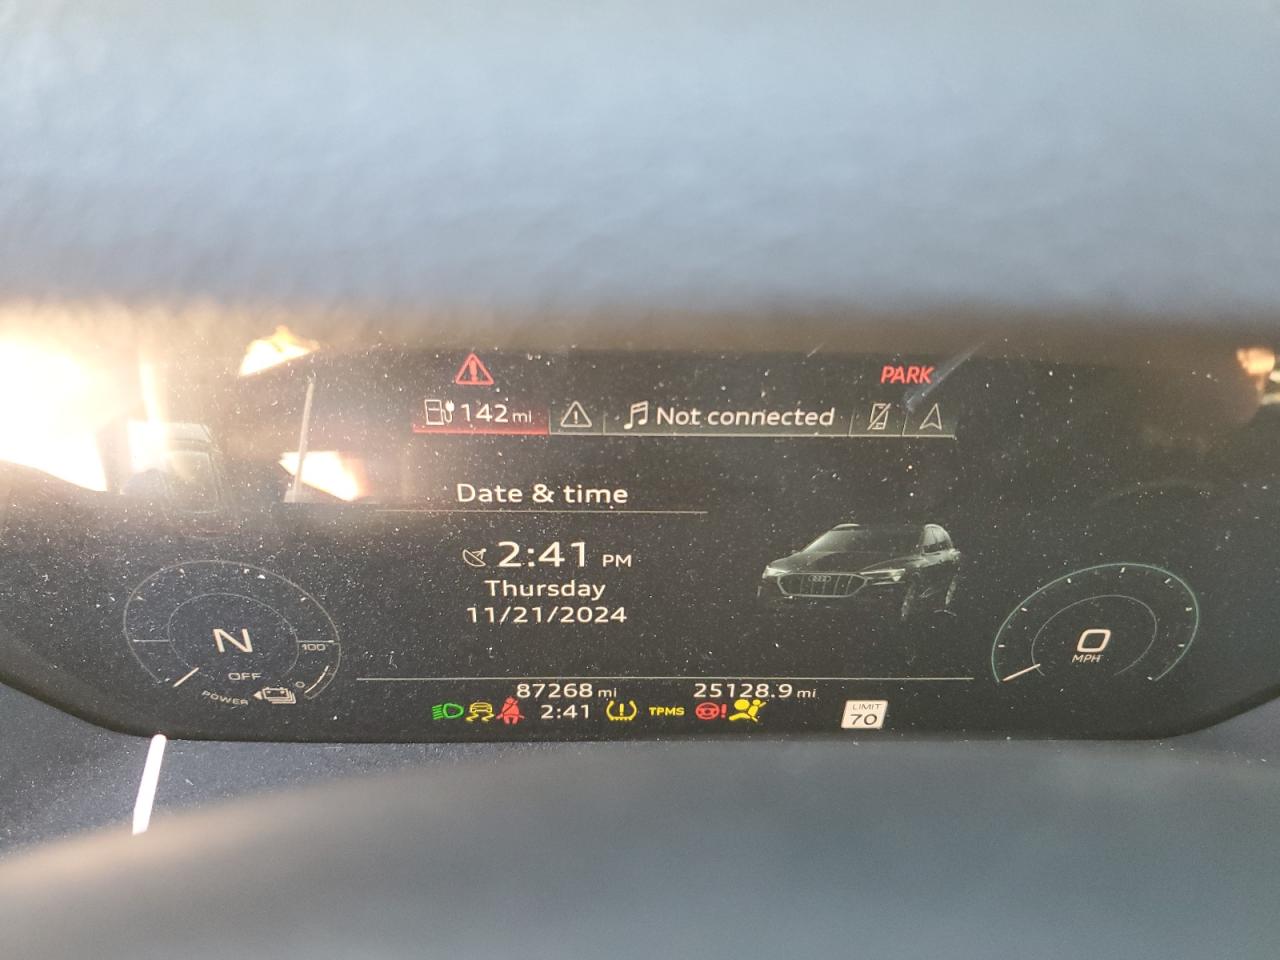 PARK
142 mi
Not connected
Date & time
2:41 PM
Thursday
11/21/2024
N
100
OFF
0
POWER
0
MPH
87268 mi
25128.9 mi
2:41
TPMS
LIMIT
70